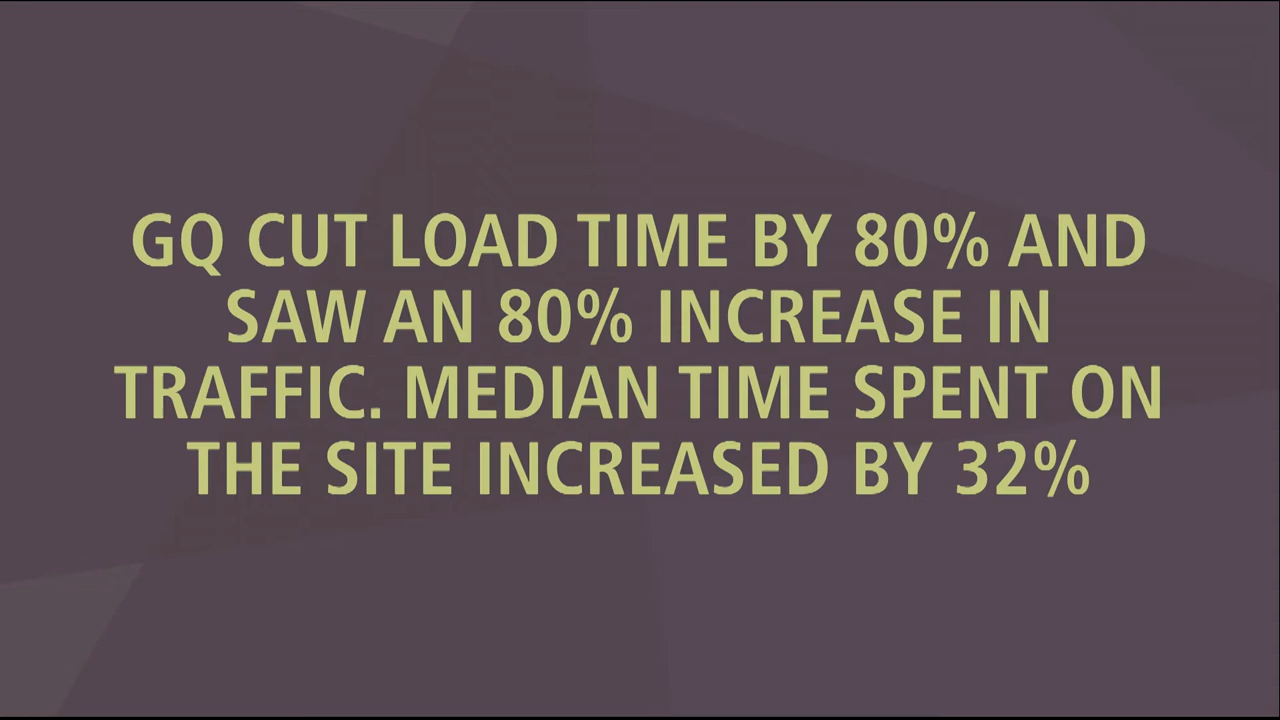 GQ CUT LOAD TIME BY 80% AND
SAW AN 80% INCREASE IN
TRAFFIC. MEDIAN TIME SPENT ON
THE SITE INCREASED BY 32%